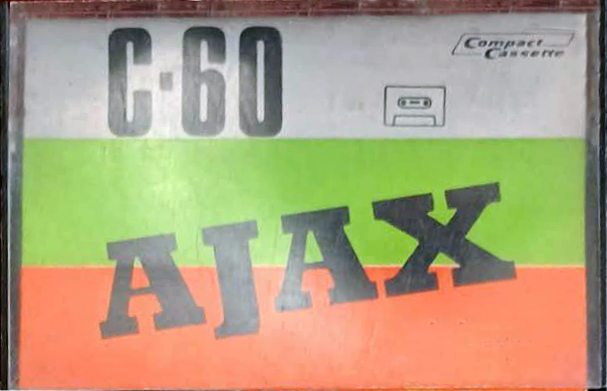 C-60
Compact
Cassette
AJAX